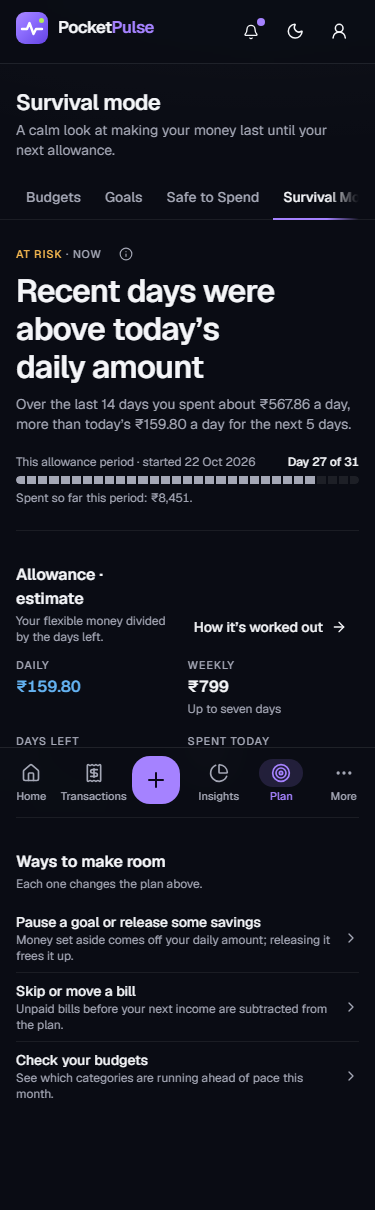 PocketPulse
Survival mode
A calm look at making your money last until your
next allowance.
Budgets Goals Safe to Spend Survival Mo
AT RISK · NOW
Recent days were
above today’s
daily amount
Over the last 14 days you spent about ₹567.86 a day,
more than today’s ₹159.80 a day for the next 5 days.
This allowance period · started 22 Oct 2026 Day 27 of 31
Spent so far this period: ₹8,451.
Allowance ·
estimate
Your flexible money divided
by the days left.
How it’s worked out →
DAILY WEEKLY
₹159.80 ₹799
Up to seven days
DAYS LEFT SPENT TODAY
Home Transactions Insights Plan More
Ways to make room
Each one changes the plan above.
Pause a goal or release some savings
Money set aside comes off your daily amount; releasing it
frees it up.
Skip or move a bill
Unpaid bills before your next income are subtracted from
the plan.
Check your budgets
See which categories are running ahead of pace this
month.